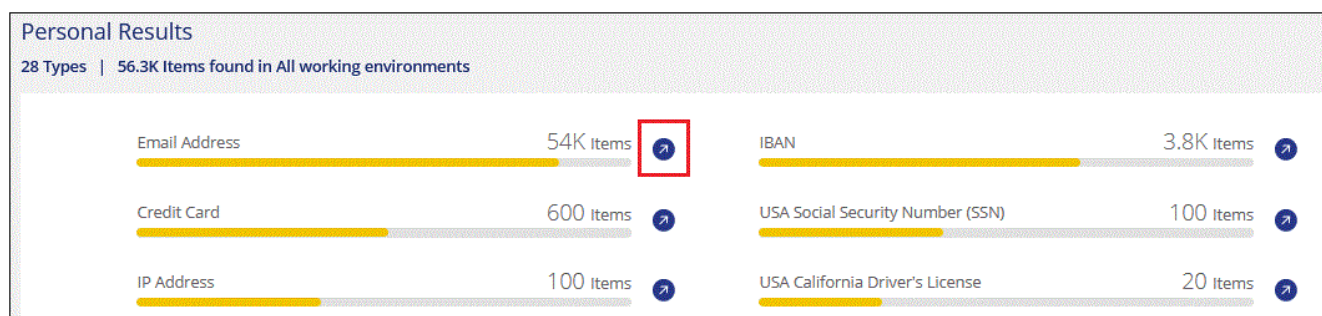 Personal Results
28 Types | 56.3K Items found in All working environments
Email Address 54K Items
IBAN 3.8K Items
Credit Card 600 Items
USA Social Security Number (SSN) 100 Items
IP Address 100 Items
USA California Driver's License 20 Items